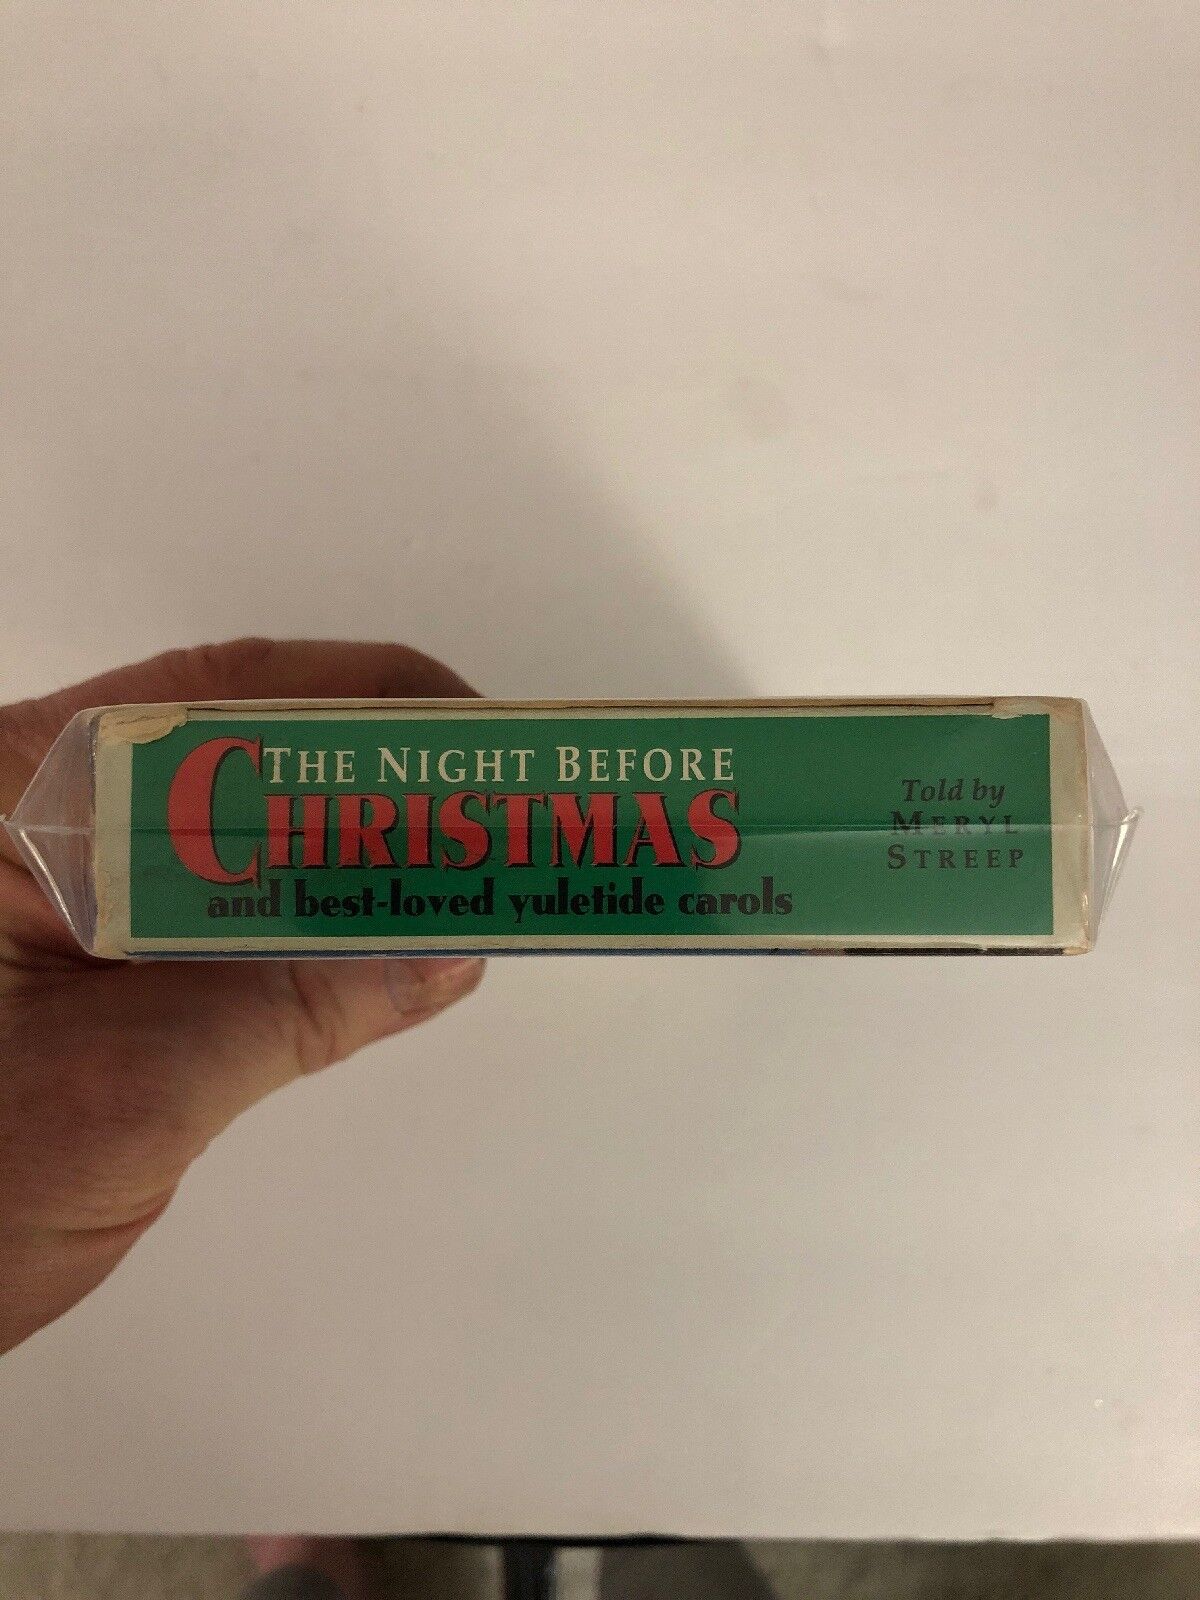 THE NIGHT BEFORE
CHRISTMAS
and best-loved yuletide carols
Told by
MERYL
STREEP